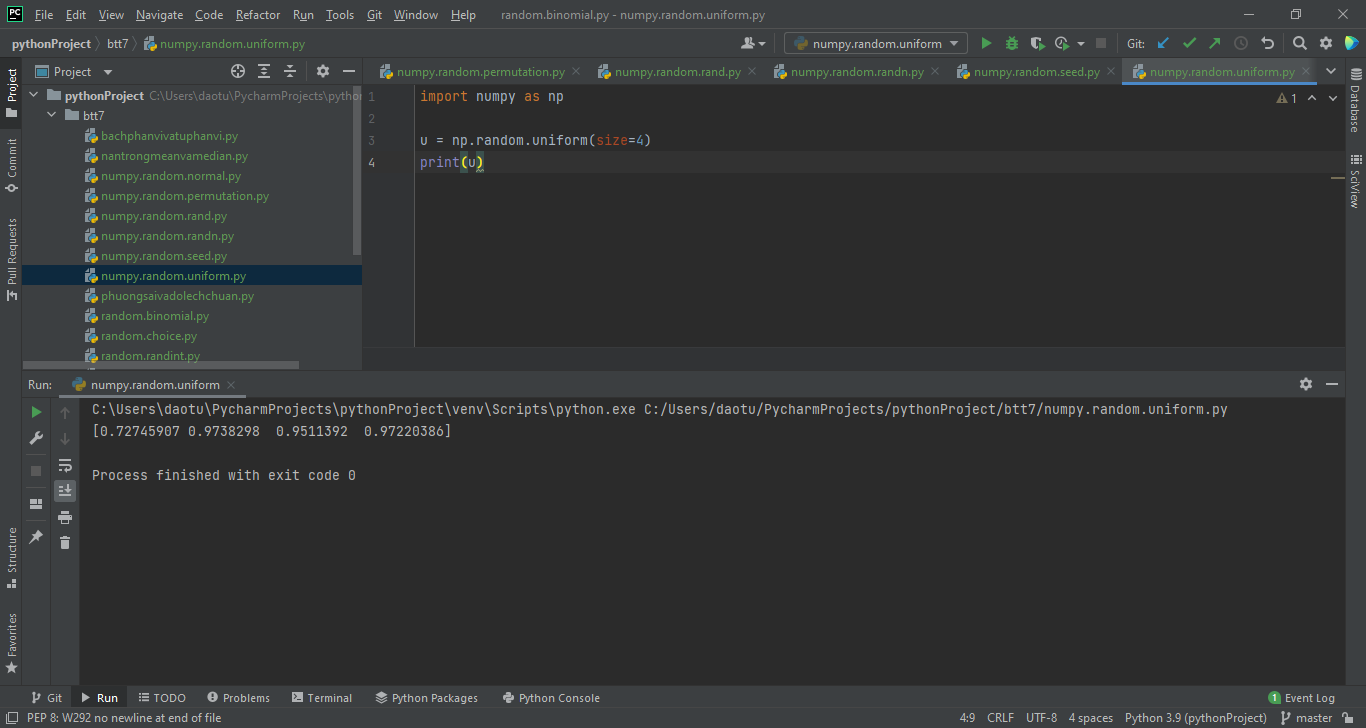 PC File Edit View Navigate Code Refactor Run Tools Git Window Help random.binomial.py - numpy.random.uniform.py
pythonProject btt7 numpy.random.uniform.py numpy.random.uniform Git:
Project numpy.random.permutation.py numpy.random.rand.py numpy.random.randn.py numpy.random.seed.py numpy.random.uniform.py
pythonProject C:\Users\daotu\PycharmProjects\pytho
btt7
bachphanvivatuphanvi.py
nantrongmeanvamedian.py
numpy.random.normal.py
numpy.random.permutation.py
numpy.random.rand.py
numpy.random.randn.py
numpy.random.seed.py
numpy.random.uniform.py
phuongsaivadolechchuan.py
random.binomial.py
random.choice.py
random.randint.py
1 import numpy as np
2
3 u = np.random.uniform(size=4)
4 print(u)
1
Project
Commit
Pull Requests
Structure
Favorites
Database
SciView
Run: numpy.random.uniform
C:\Users\daotu\PycharmProjects\pythonProject\venv\Scripts\python.exe C:/Users/daotu/PycharmProjects/pythonProject/btt7/numpy.random.uniform.py
[0.72745907 0.9738298  0.9511392  0.97220386]
Process finished with exit code 0
Git Run TODO Problems Terminal Python Packages Python Console 1 Event Log
PEP 8: W292 no newline at end of file 4:9 CRLF UTF-8 4 spaces Python 3.9 (pythonProject) master